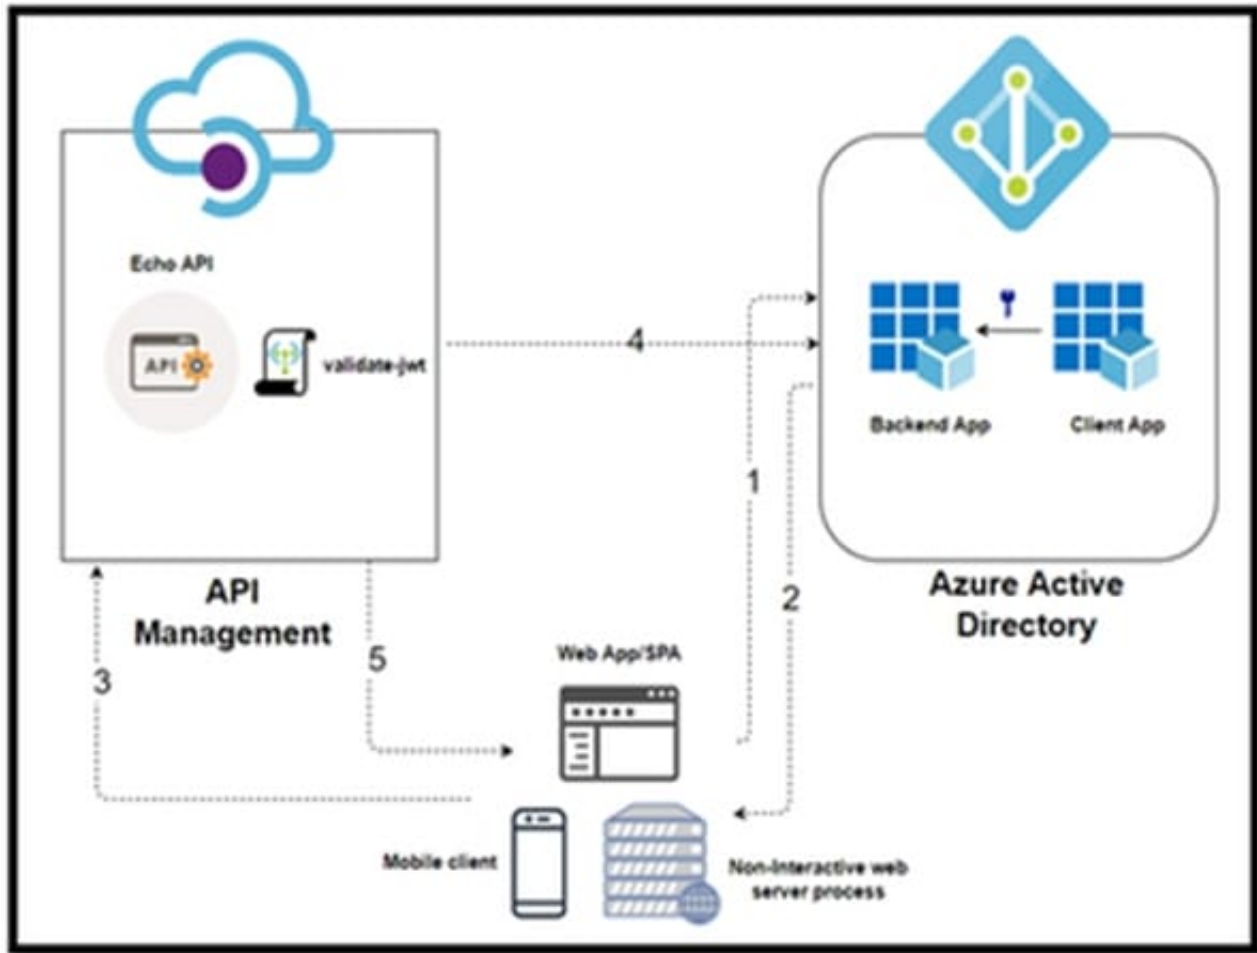 Echo API
API
validate-jwt
4
Backend App
Client App
1
API
Management
Azure Active
Directory
2
3
5
Web App/SPA
Mobile client
Non-Interactive web
server process